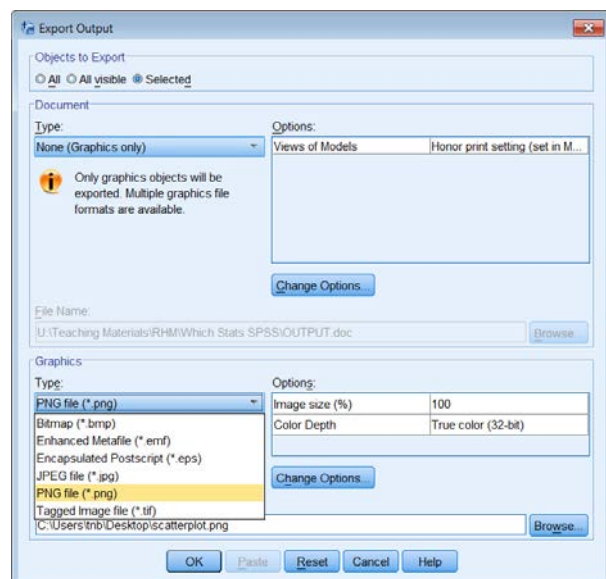 Export Output
Objects to Export
All All visible Selected
Document
Type:
None (Graphics only)
Only graphics objects will be
exported. Multiple graphics file
formats are available.
Options:
Views of Models Honor print setting (set in M...
Change Options...
File Name:
U:\Teaching Materials\RHM\Which Stats SPSS\OUTPUT.doc
Browse...
Graphics
Type:
PNG file (*.png)
Bitmap (*.bmp)
Enhanced Metafile (*.emf)
Encapsulated Postscript (*.eps)
JPEG file (*.jpg)
PNG file (*.png)
Tagged Image file (*.tif)
Options:
Image size (%) 100
Color Depth True color (32-bit)
Change Options...
C:\Users\tnb\Desktop\scatterplot.png
Browse...
OK Paste Reset Cancel Help